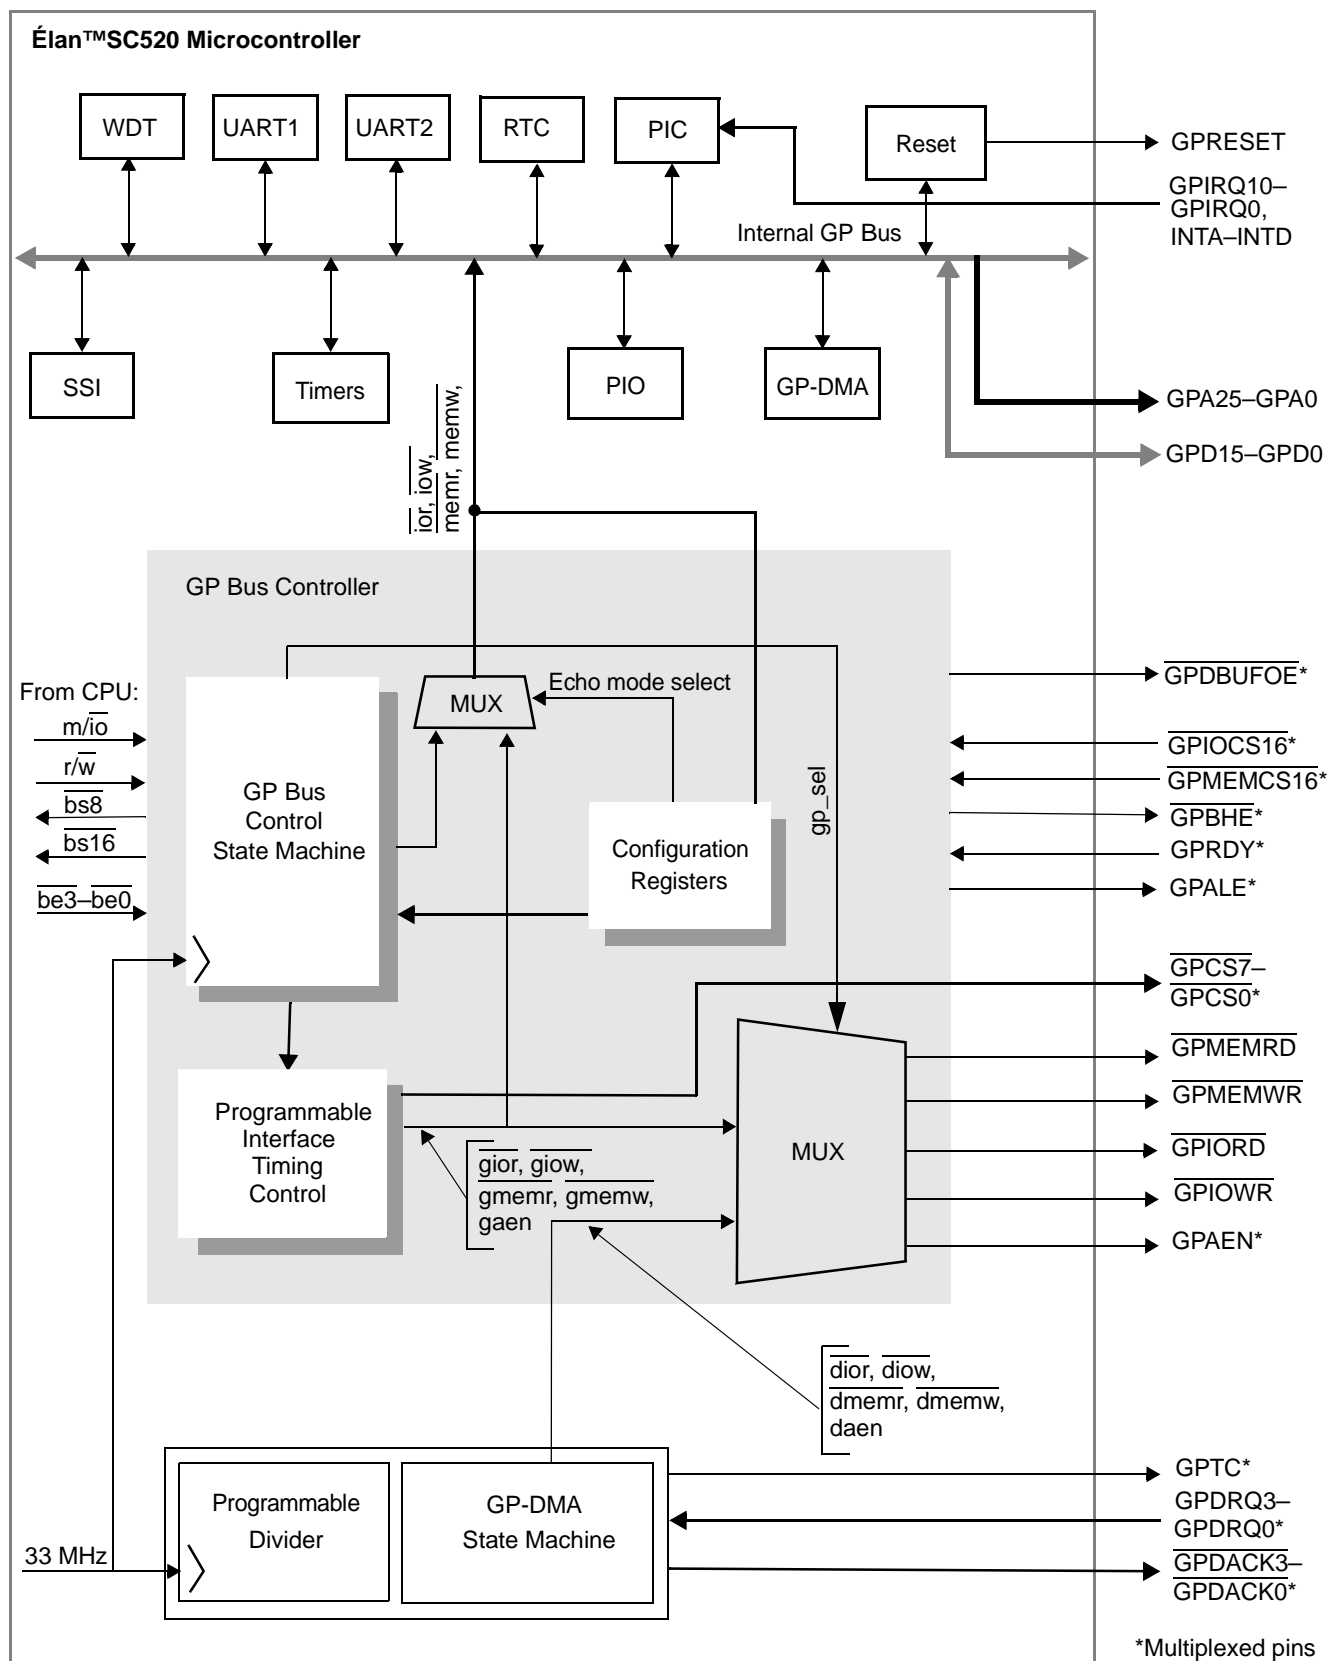 Élan™SC520 Microcontroller
WDT
UART1
UART2
RTC
PIC
Reset
GPRESET
GPIRQ10–
GPIRQ0,
INTA–INTD
Internal GP Bus
SSI
Timers
PIO
GP-DMA
GPA25–GPA0
GPD15–GPD0
ior, iow,
memr, memw,
GP Bus Controller
From CPU:
m/io
r/w
bs8
bs16
be3–be0
GP Bus
Control
State Machine
MUX
Echo mode select
gp_sel
Configuration
Registers
GPDBUFOE*
GPIOCS16*
GPMEMCS16*
GPBHE*
GPRDY*
GPALE*
GPCS7–
GPCS0*
GPMEMRD
GPMEMWR
GPIORD
GPIOWR
GPAEN*
Programmable
Interface
Timing
Control
gior, giow,
gmemr, gmemw,
gaen
MUX
dior, diow,
dmemr, dmemw,
daen
Programmable
Divider
GP-DMA
State Machine
33 MHz
GPTC*
GPDRQ3–
GPDRQ0*
GPDACK3–
GPDACK0*
*Multiplexed pins